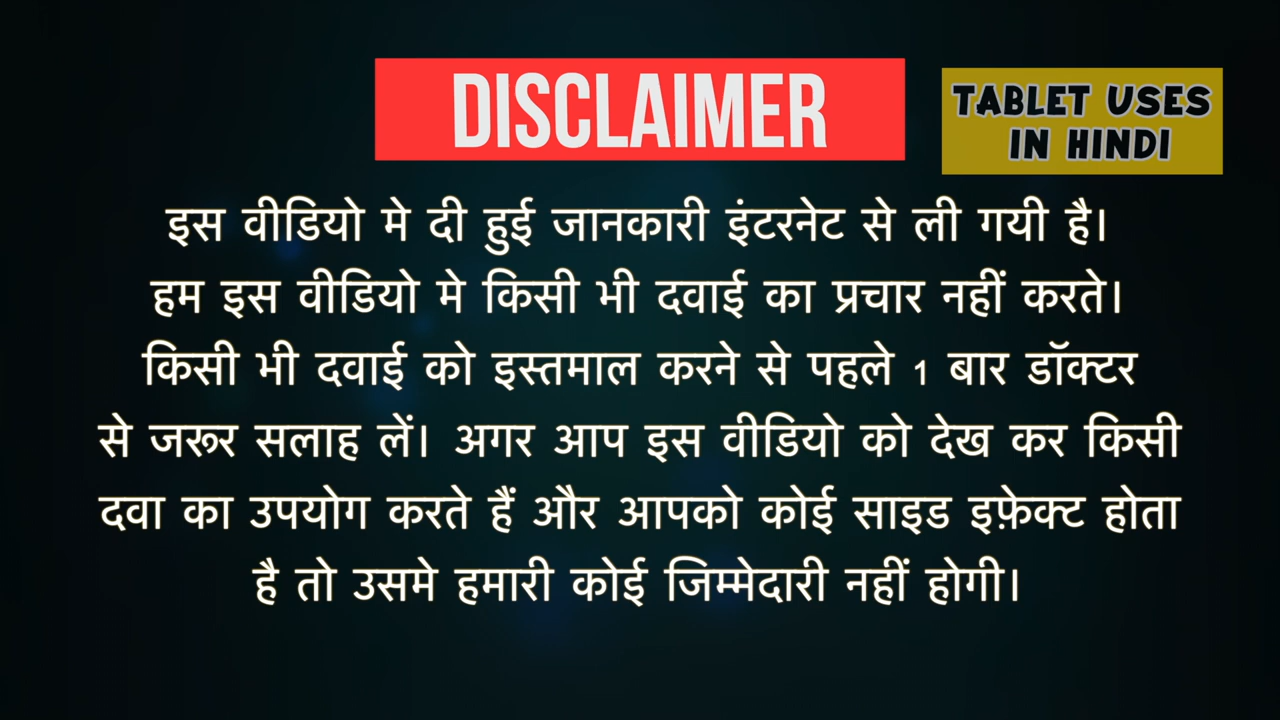 DISCLAIMER
TABLET USES
IN HINDI
इस वीडियो मे दी हुई जानकारी इंटरनेट से ली गयी है।
हम इस वीडियो मे किसी भी दवाई का प्रचार नहीं करते।
किसी भी दवाई को इस्तमाल करने से पहले 1 बार डॉक्टर
से जरूर सलाह लें। अगर आप इस वीडियो को देख कर किसी
दवा का उपयोग करते हैं और आपको कोई साइड इफ़ेक्ट होता
है तो उसमे हमारी कोई जिम्मेदारी नहीं होगी।